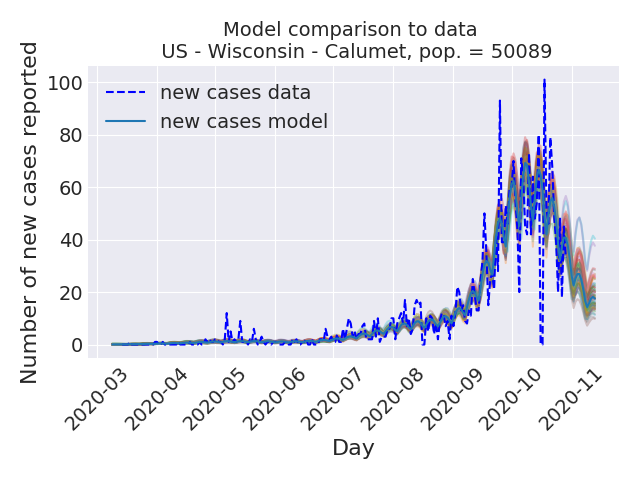 Model comparison to data
US - Wisconsin - Calumet, pop. = 50089
Number of new cases reported
100
80
60
40
20
0
new cases data
new cases model
2020-03
2020-04
2020-05
2020-06
2020-07
2020-08
2020-09
2020-10
2020-11
Day